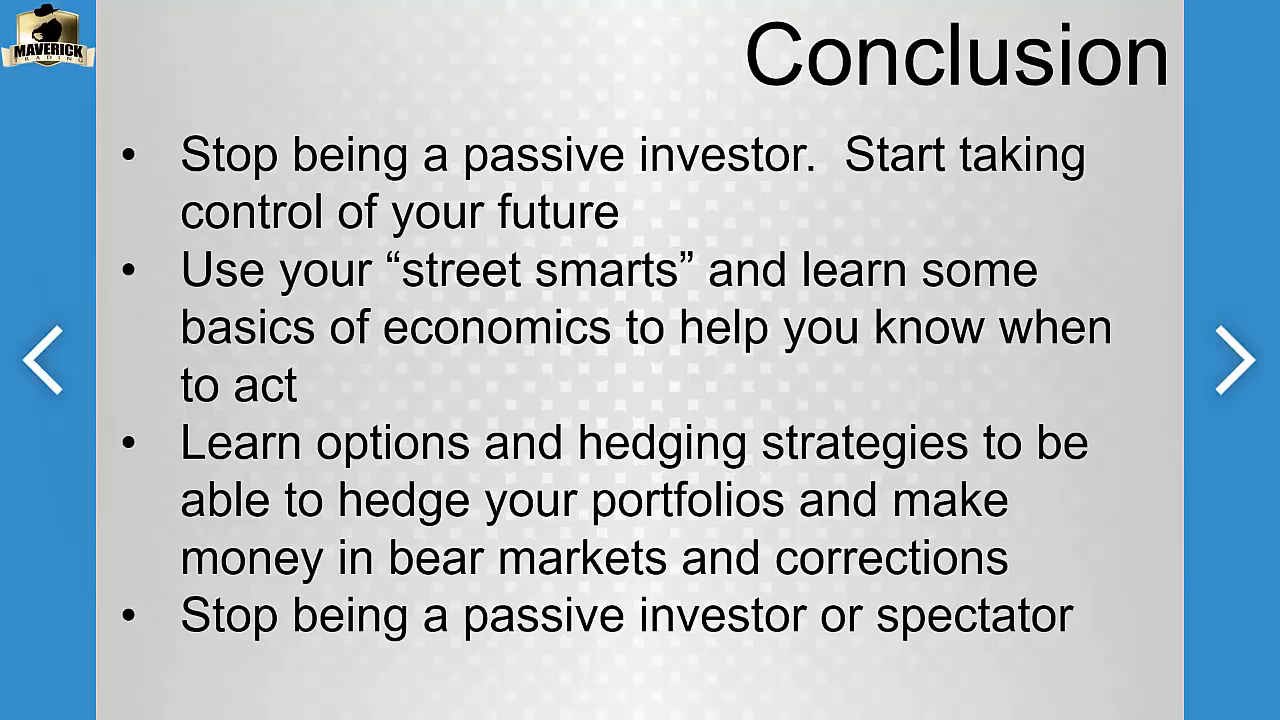 MAVERICK
TRADING
Conclusion
• Stop being a passive investor.  Start taking
control of your future
• Use your “street smarts” and learn some
basics of economics to help you know when
to act
• Learn options and hedging strategies to be
able to hedge your portfolios and make
money in bear markets and corrections
• Stop being a passive investor or spectator